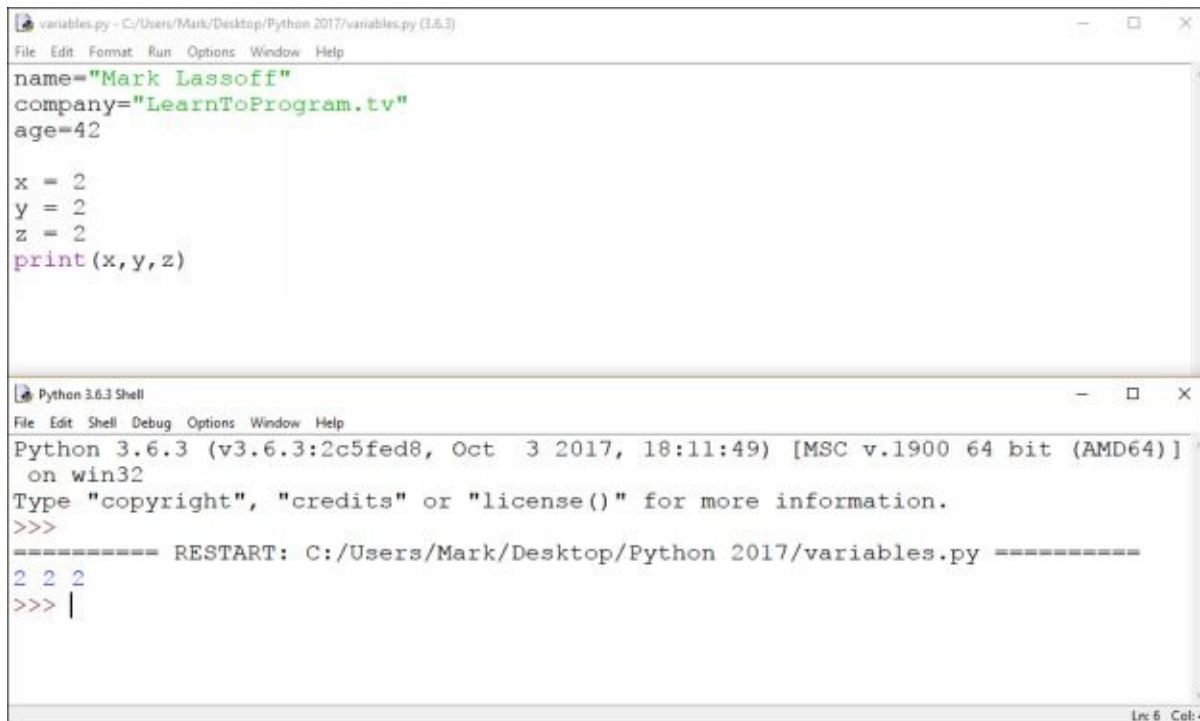 variables.py - C:/Users/Mark/Desktop/Python 2017/variables.py (3.6.3)
File Edit Format Run Options Window Help
name="Mark Lassoff"
company="LearnToProgram.tv"
age=42
x = 2
y = 2
z = 2
print(x,y,z)
Python 3.6.3 Shell
File Edit Shell Debug Options Window Help
Python 3.6.3 (v3.6.3:2c5fed8, Oct  3 2017, 18:11:49) [MSC v.1900 64 bit (AMD64)]
on win32
Type "copyright", "credits" or "license()" for more information.
>>>
========== RESTART: C:/Users/Mark/Desktop/Python 2017/variables.py ==========
2 2 2
>>>
Ln: 6 Col: